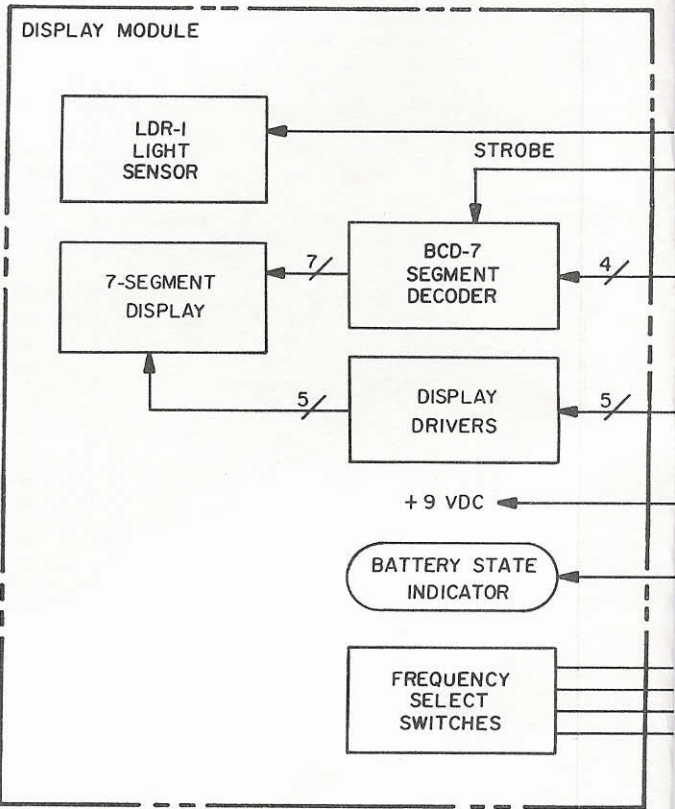 DISPLAY MODULE
LDR-1
LIGHT
SENSOR
STROBE
7-SEGMENT
DISPLAY
7
BCD-7
SEGMENT
DECODER
4
5
DISPLAY
DRIVERS
5
+9 VDC
BATTERY STATE
INDICATOR
FREQUENCY
SELECT
SWITCHES